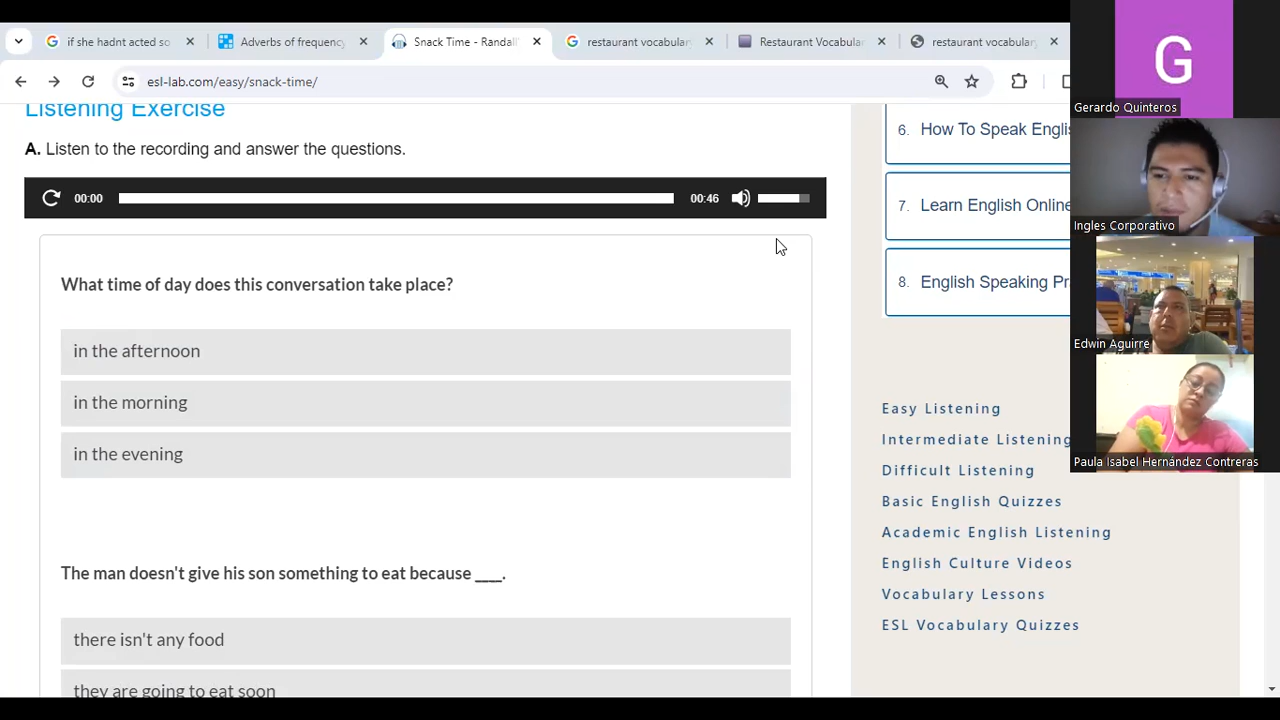 if she hadnt acted so
Adverbs of frequency
Snack Time - Randall'
restaurant vocabulary
Restaurant Vocabula
restaurant vocabula
esl-lab.com/easy/snack-time/
Listening Exercise
A. Listen to the recording and answer the questions.
00:00
00:46
What time of day does this conversation take place?
in the afternoon
in the morning
in the evening
The man doesn't give his son something to eat because ____.
there isn't any food
they are going to eat soon
6. How To Speak Engli
7. Learn English Online
8. English Speaking Pr
Easy Listening
Intermediate Listening
Difficult Listening
Basic English Quizzes
Academic English Listening
English Culture Videos
Vocabulary Lessons
ESL Vocabulary Quizzes
G
Gerardo Quinteros
Ingles Corporativo
Edwin Aguirre
Paula Isabel Hernández Contreras